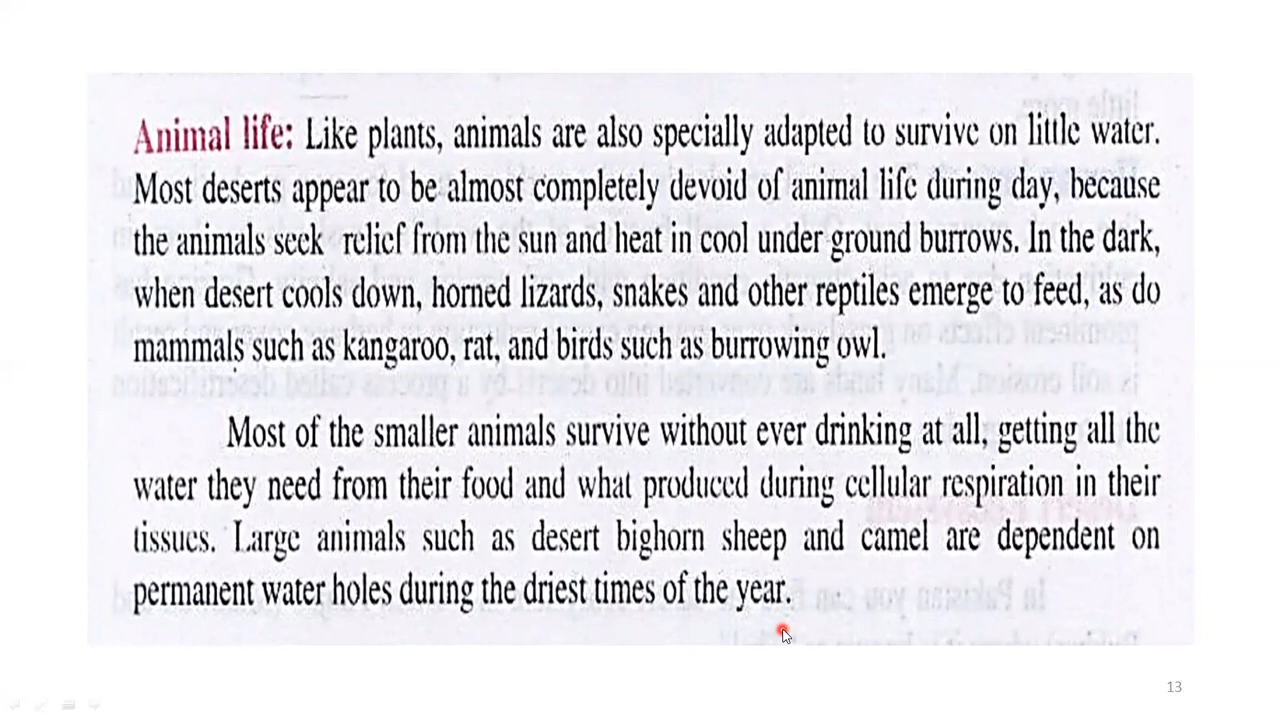 Animal life: Like plants, animals are also specially adapted to survive on little water.
Most deserts appear to be almost completely devoid of animal life during day, because
the animals seek relief from the sun and heat in cool under ground burrows. In the dark,
when desert cools down, horned lizards, snakes and other reptiles emerge to feed, as do
mammals such as kangaroo, rat, and birds such as burrowing owl.
Most of the smaller animals survive without ever drinking at all, getting all the
water they need from their food and what produced during cellular respiration in their
tissues. Large animals such as desert bighorn sheep and camel are dependent on
permanent water holes during the driest times of the year.
13